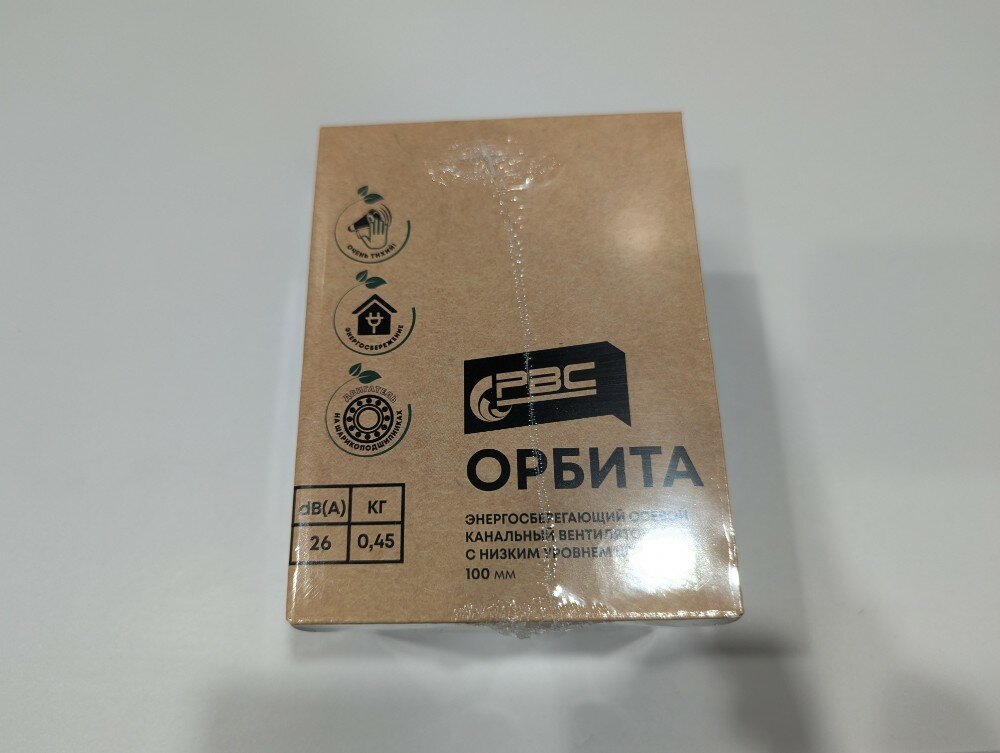 ОЧЕНЬ ТИХИЙ!
ЭНЕРГОСБЕРЕЖЕНИЕ
ДВИГАТЕЛЬ
НА ШАРИКОПОДШИПНИКАХ
dB(A) КГ
26 0,45
РВС
ОРБИТА
ЭНЕРГОСБЕРЕГАЮЩИЙ ОСЕВОЙ
КАНАЛЬНЫЙ ВЕНТИЛЯТОР
С НИЗКИМ УРОВНЕМ
100 мм